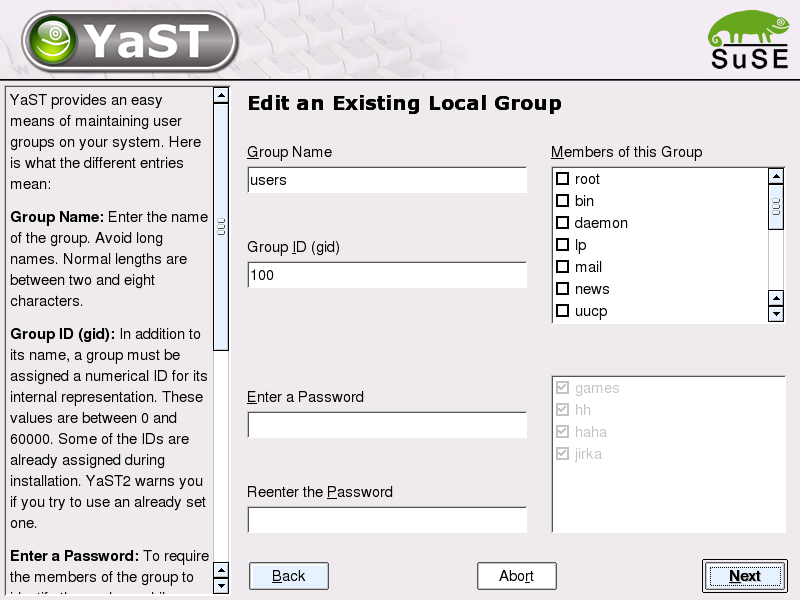 YaST
SuSE
YaST provides an easy
means of maintaining user
groups on your system. Here
is what the different entries
mean:
Group Name: Enter the name
of the group. Avoid long
names. Normal lengths are
between two and eight
characters.
Group ID (gid): In addition to
its name, a group must be
assigned a numerical ID for its
internal representation. These
values are between 0 and
60000. Some of the IDs are
already assigned during
installation. YaST2 warns you
if you try to use an already set
one.
Enter a Password: To require
the members of the group to
Edit an Existing Local Group
Group Name
users
Group ID (gid)
100
Enter a Password
Reenter the Password
Members of this Group
root
bin
daemon
lp
mail
news
uucp
games
hh
haha
jirka
Back
Abort
Next